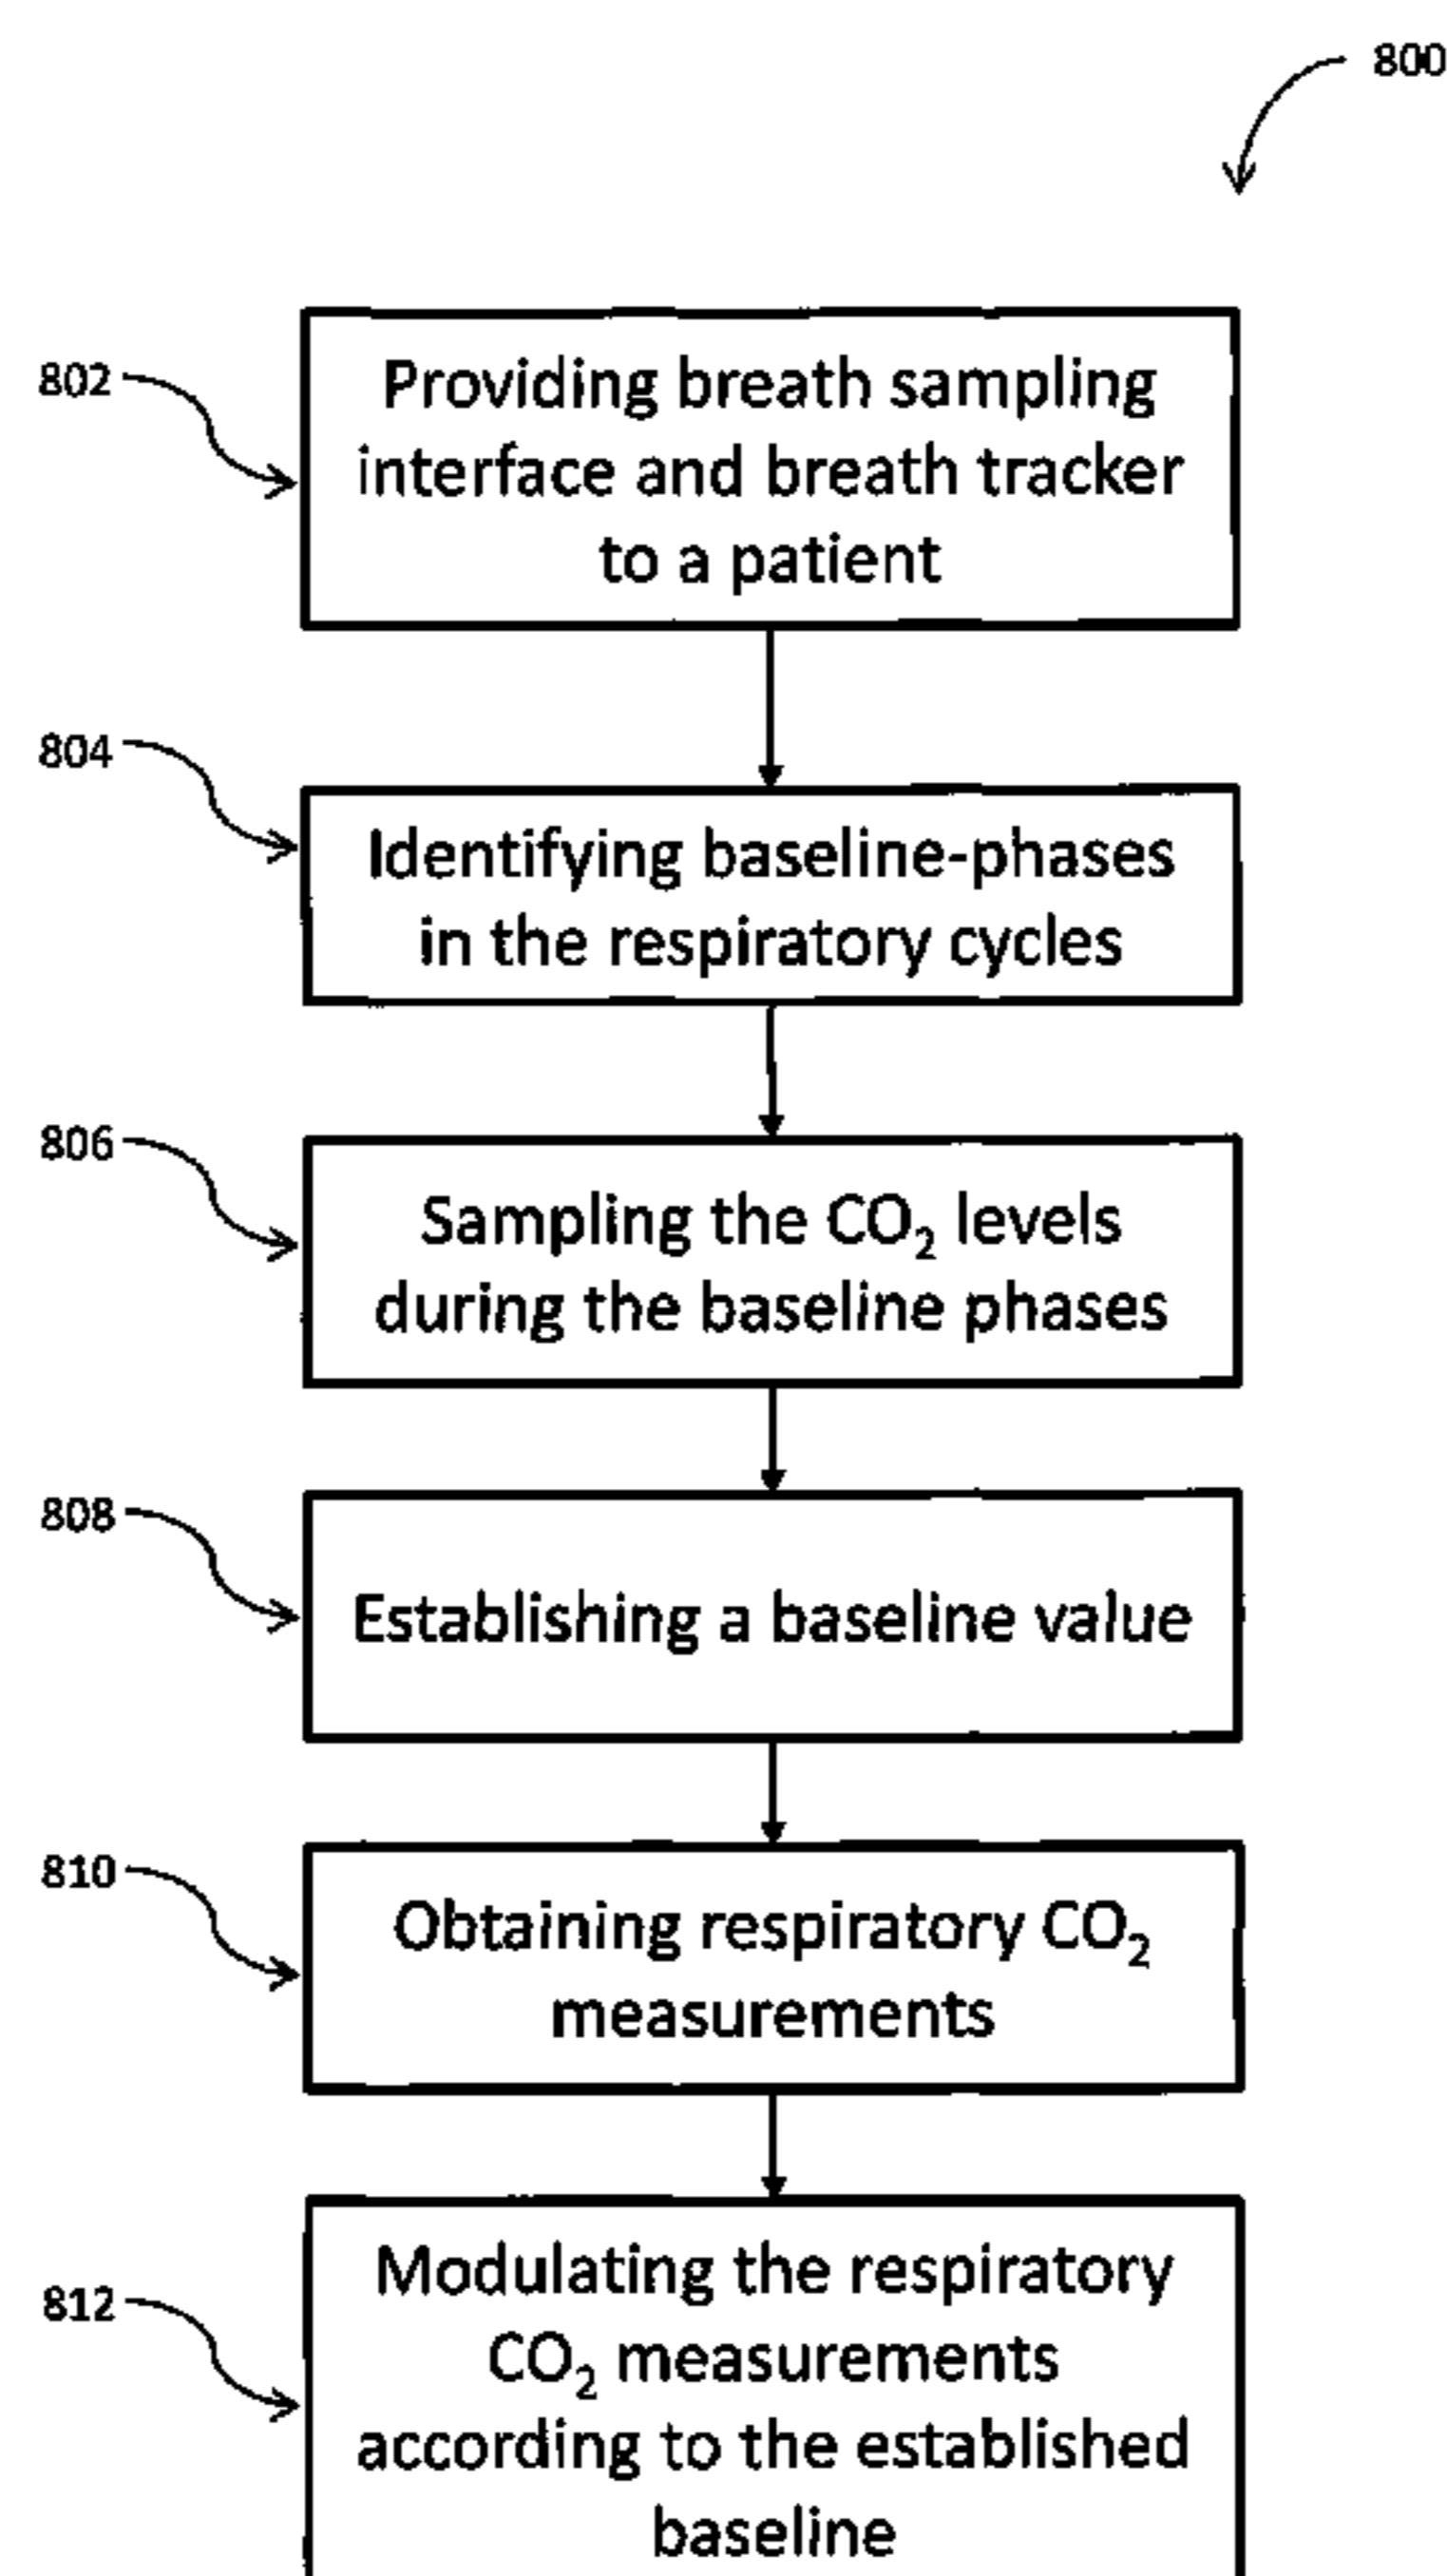 800
802
Providing breath sampling
interface and breath tracker
to a patient
804
Identifying baseline-phases
in the respiratory cycles
806
Sampling the CO₂ levels
during the baseline phases
808
Establishing a baseline value
810
Obtaining respiratory CO₂
measurements
812
Modulating the respiratory
CO₂ measurements
according to the established
baseline